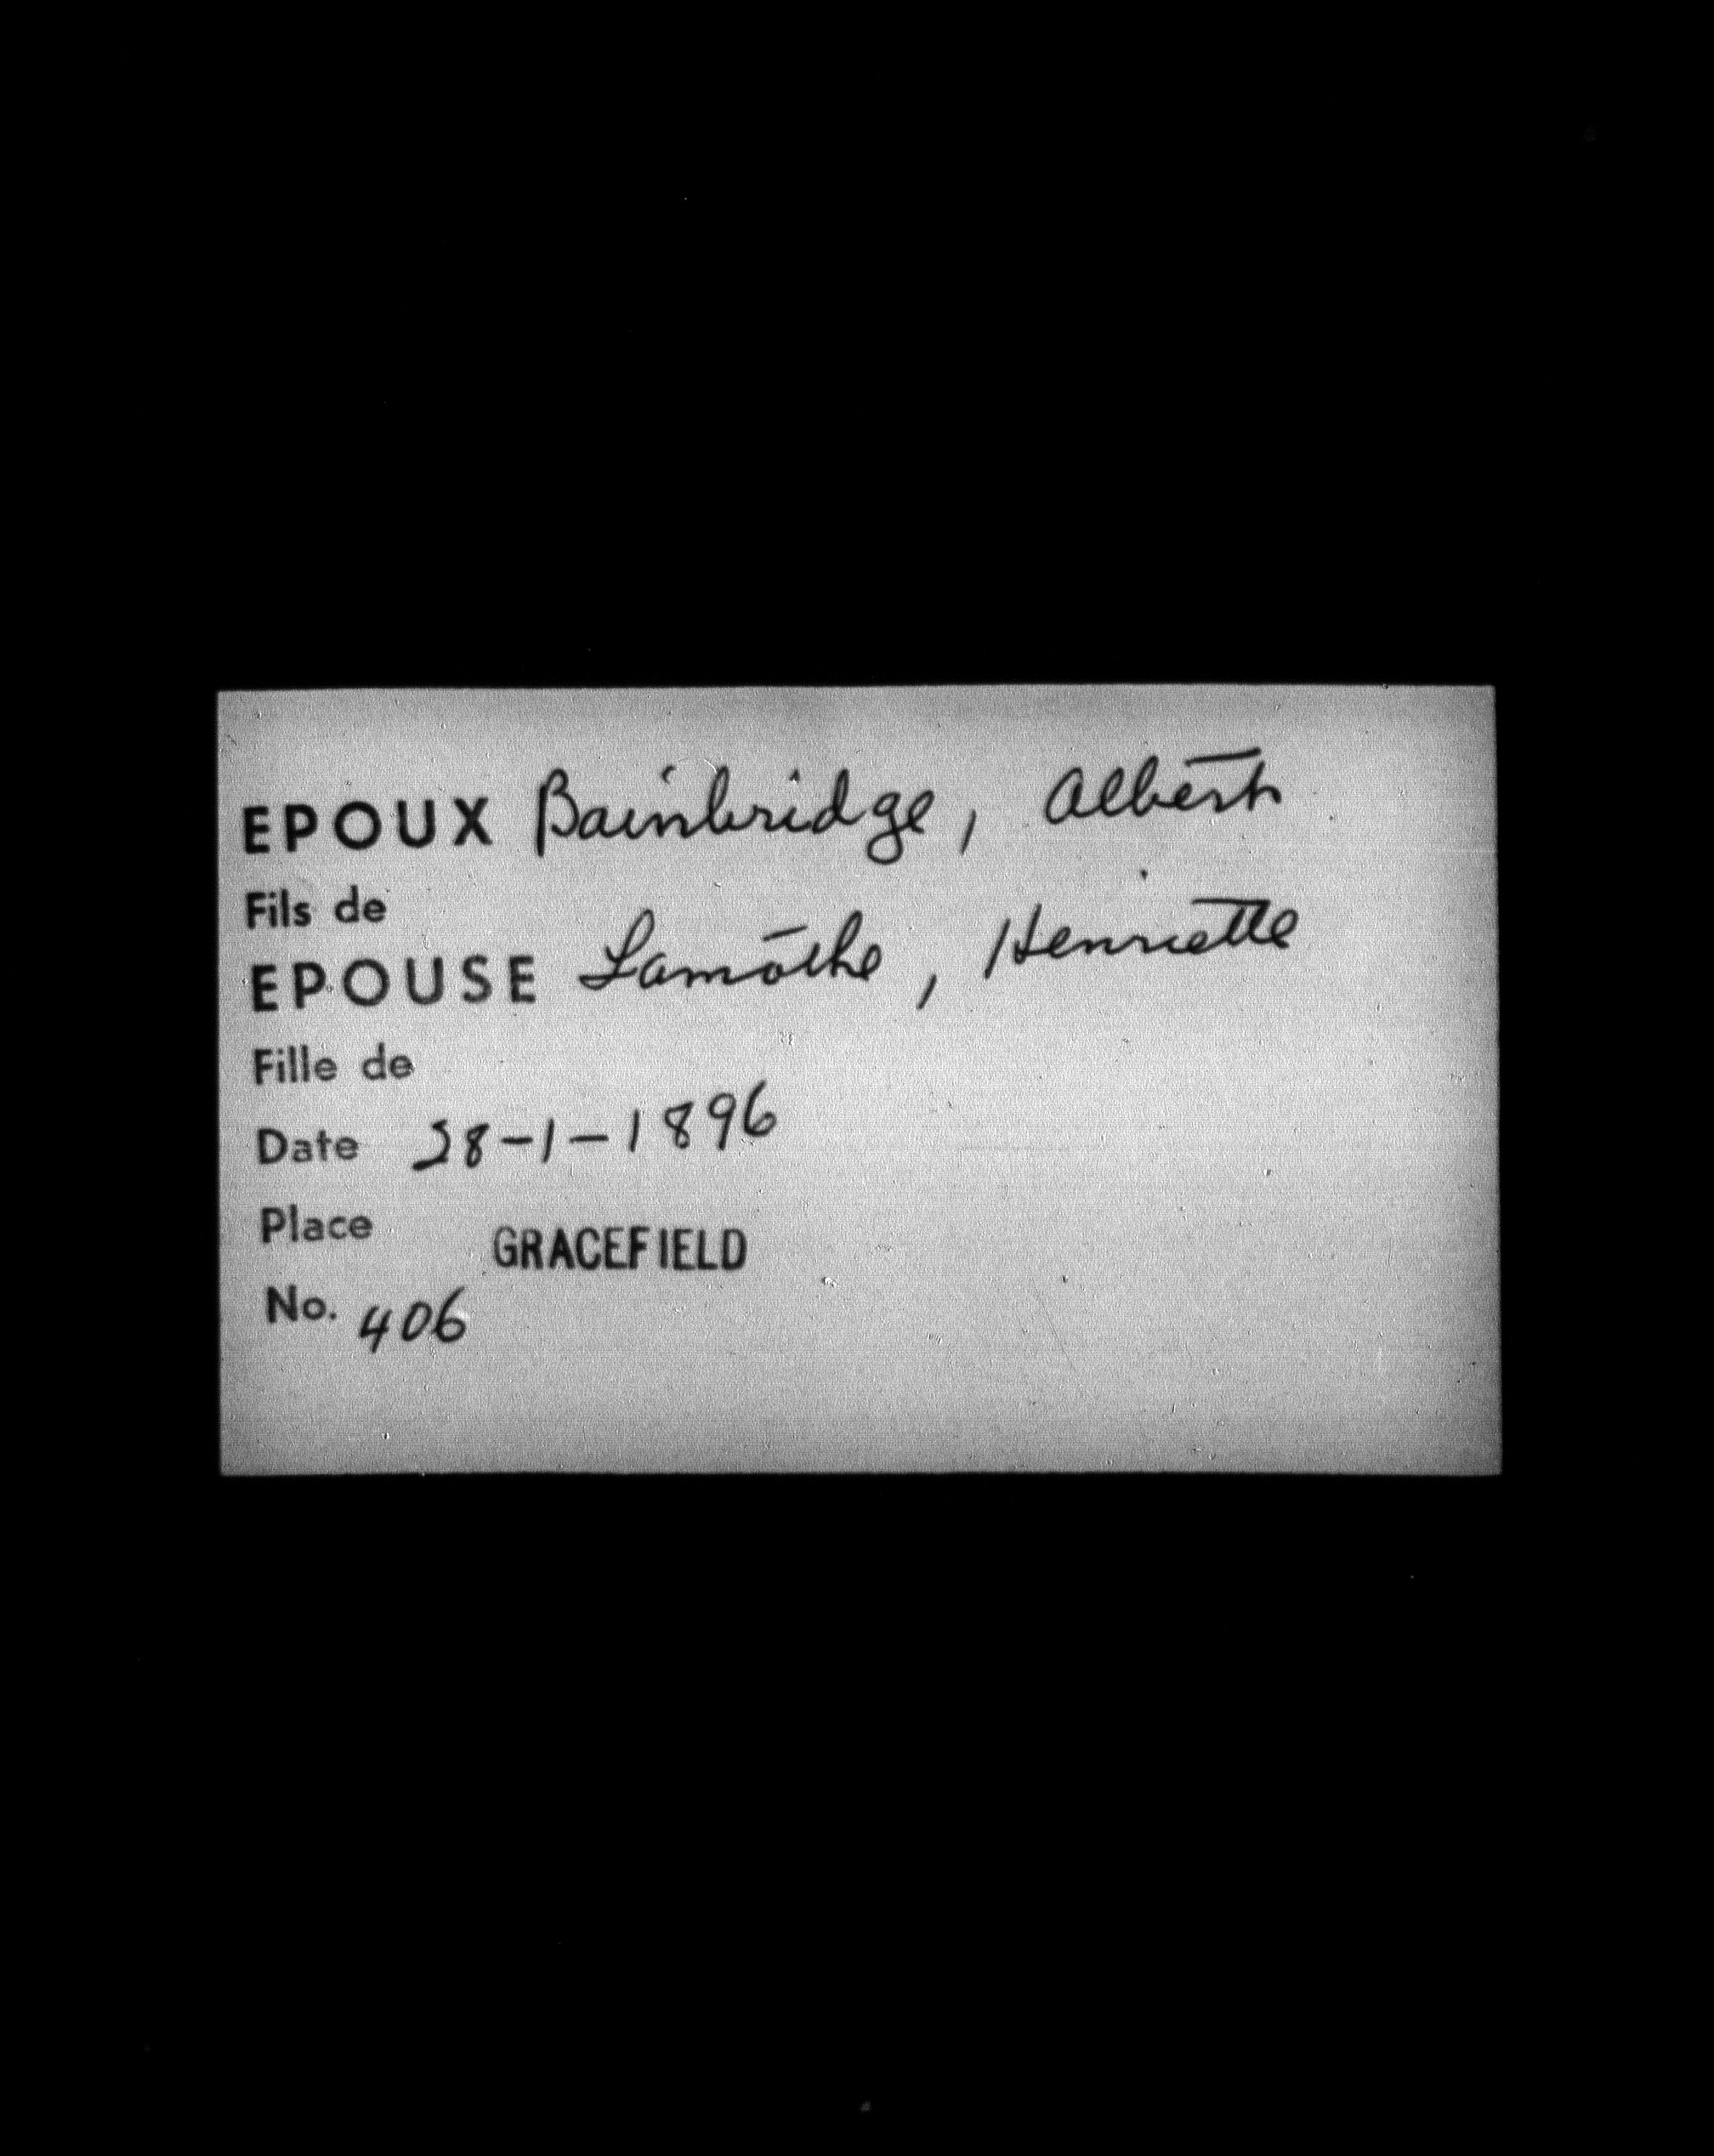 EPOUX Bainbridge, Albert
Fils de
EPOUSE Lamothe, Henriette
Fille de
Date 28-1-1896
Place GRACEFIELD
No. 406